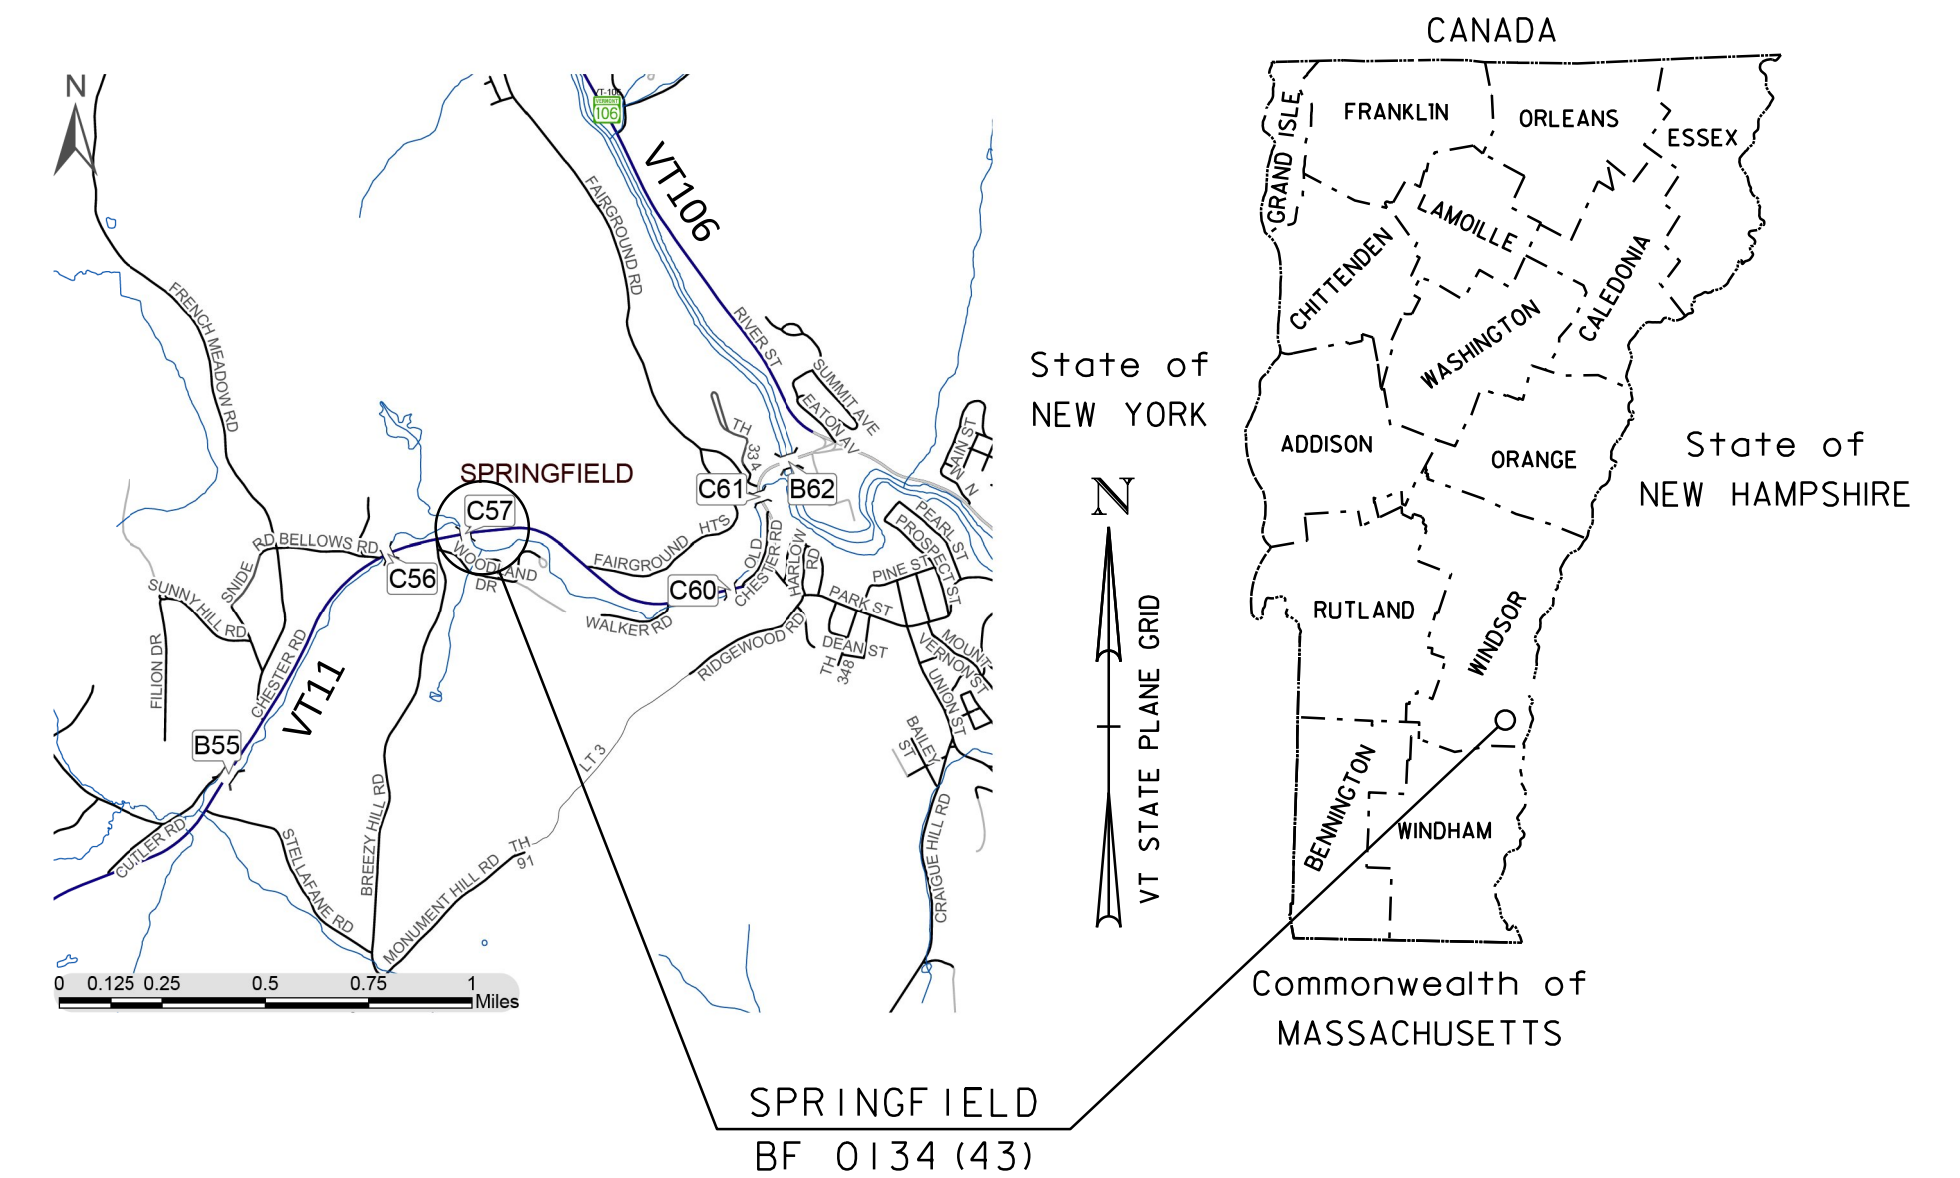 CANADA
N
VT-106
VERMONT
106
VT106
FAIRGROUND RD
FRENCH MEADOW RD
RIVER ST
SUMMIT AVE
EATON AV
TH 334
AIN ST
W N
SPRINGFIELD
C61
B62
C57
C56
C60
B55
RD
BELLOWS RD
SNIDE
SUNNY HILL RD
FILION DR
CHESTER RD
VT11
WOODLAND
DR
FAIRGROUND HTS
OLD
CHESTER RD
HARLOW
RD
PEARL ST
PROSPECT ST
PINE ST
PARK ST
WALKER RD
RIDGEWOOD RD
DEAN ST
TH
348
MOUNT
VERNON ST
UNION ST
BAILEY
ST
CRAIGUE HILL RD
LT 3
TH
91
MONUMENT HILL RD
BREEZY HILL RD
STELLAFANE RD
CUTLER RD
0 0.125 0.25 0.5 0.75 1
Miles
GRAND ISLE
FRANKLIN
ORLEANS
ESSEX
LAMOILLE
CHITTENDEN
CALEDONIA
WASHINGTON
State of
NEW YORK
ADDISON
ORANGE
State of
NEW HAMPSHIRE
N
VT STATE PLANE GRID
RUTLAND
WINDSOR
BENNINGTON
WINDHAM
Commonwealth of
MASSACHUSETTS
SPRINGFIELD
BF 0134(43)